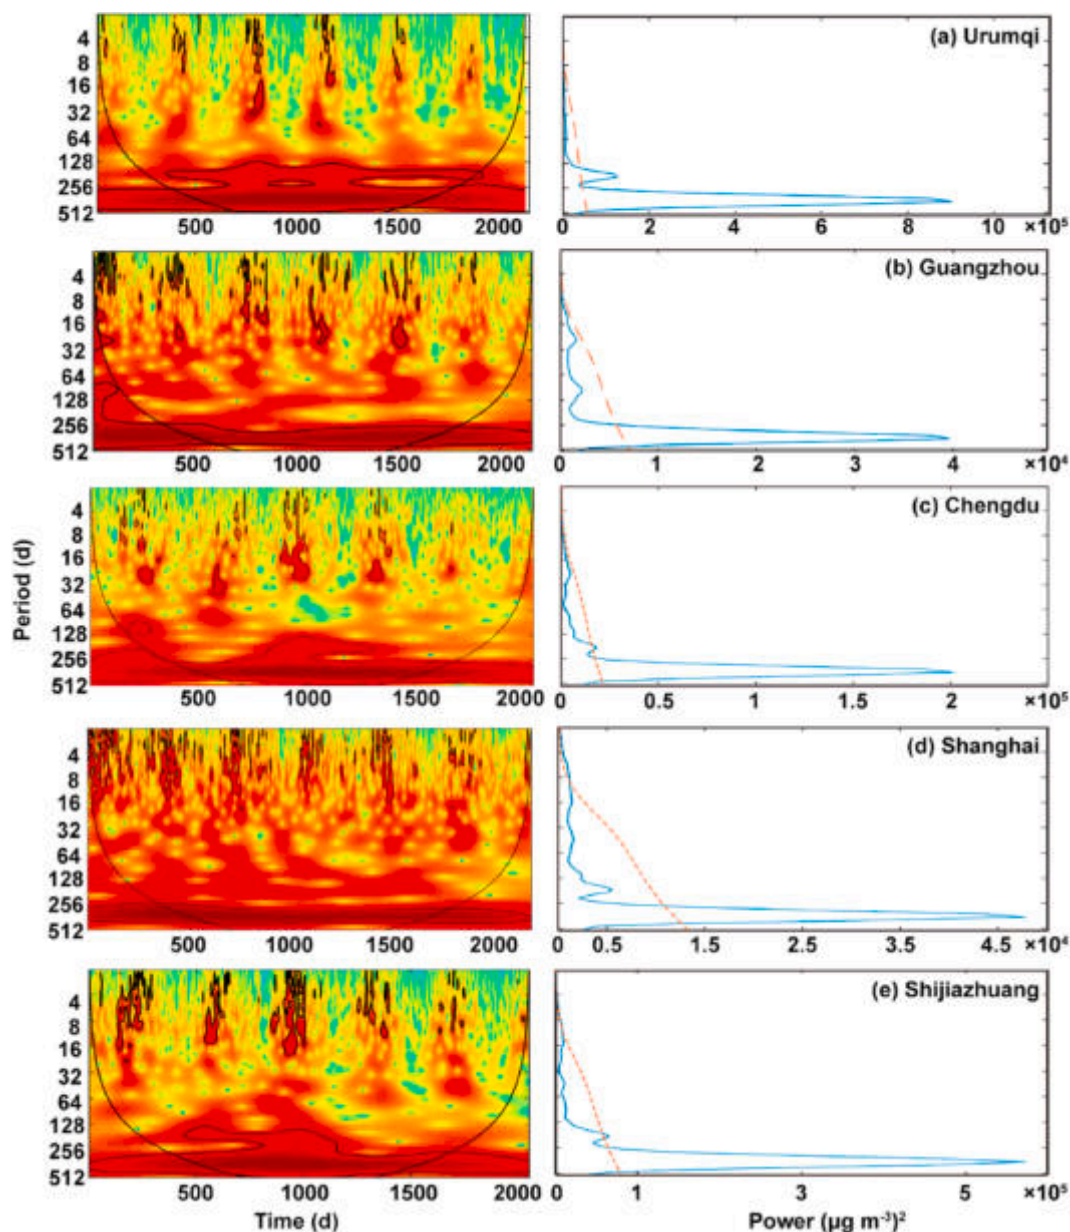 (a) Urumqi
4
8
16
32
64
128
256
512
500 1000 1500 2000
0 2 4 6 8 10 ×10⁵
(b) Guangzhou
4
8
16
32
64
128
256
512
500 1000 1500 2000
0 1 2 3 4 ×10⁴
(c) Chengdu
4
8
16
32
64
128
256
512
500 1000 1500 2000
0 0.5 1 1.5 2 ×10⁵
Period (d)
(d) Shanghai
4
8
16
32
64
128
256
512
500 1000 1500 2000
0 0.5 1.5 2.5 3.5 4.5 ×10⁴
(e) Shijiazhuang
4
8
16
32
64
128
256
512
500 1000 1500 2000
0 1 3 5 ×10⁵
Time (d) Power (μg m⁻³)²